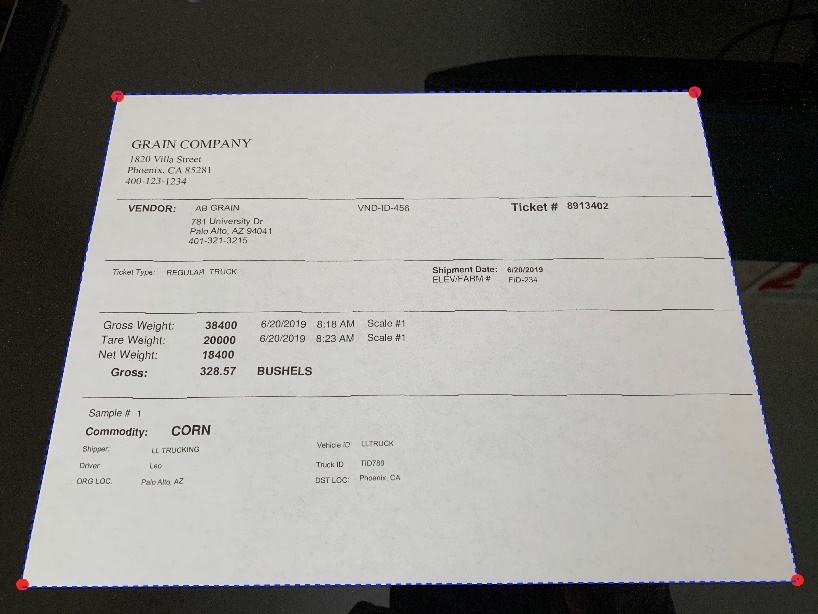 GRAIN COMPANY
1820 Villa Street
Phoenix, CA 85281
400-123-1234
VENDOR: AB GRAIN VND-ID-456 Ticket # 8913402
781 University Dr
Palo Alto, AZ 94041
401-321-3215
Ticket Type: REGULAR TRUCK Shipment Date: 6/20/2019
ELEV/FARM # FID-234
Gross Weight: 38400 6/20/2019 8:18 AM Scale #1
Tare Weight: 20000 6/20/2019 8:23 AM Scale #1
Net Weight: 18400
Gross: 328.57 BUSHELS
Sample # 1
Commodity: CORN
Shipper: LL TRUCKING Vehicle ID: LLTRUCK
Driver Leo Truck ID TID788
ORG LOC: Palo Alto, AZ DST LOC: Phoenix, CA